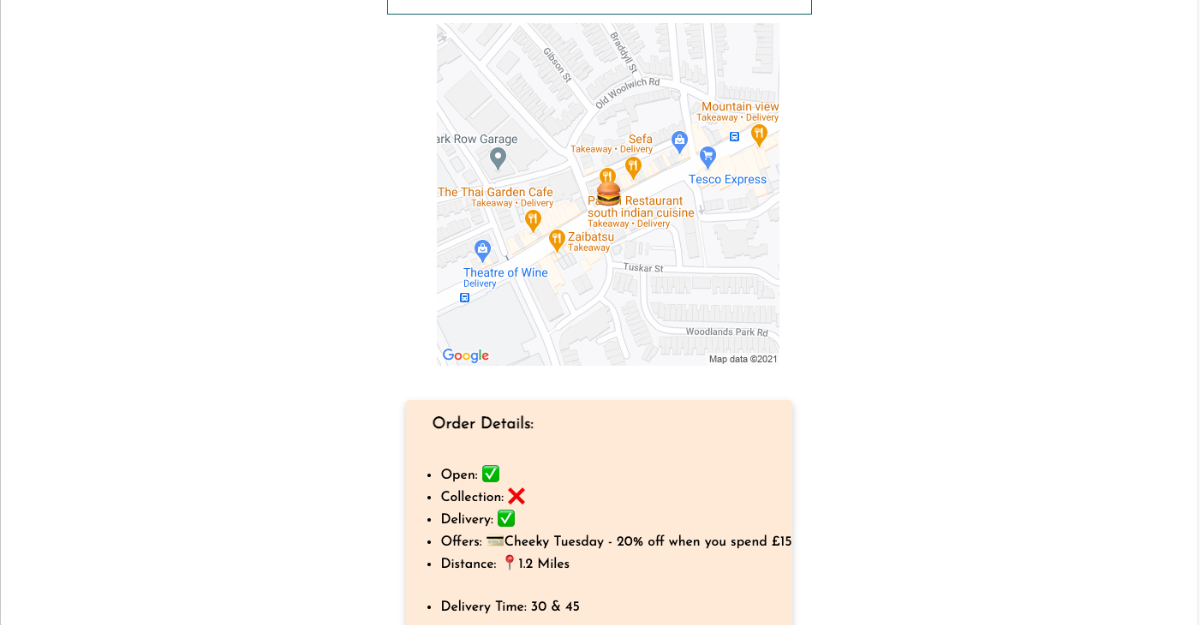 Gibson St
Braddyll St
Old Woolwich Rd
Mountain view
Takeaway • Delivery
ark Row Garage
Sefa
Takeaway • Delivery
Tesco Express
The Thai Garden Cafe
Takeaway • Delivery
Restaurant
south indian cuisine
Takeaway • Delivery
Zaibatsu
Takeaway
Theatre of Wine
Delivery
Tuskar St
Woodlands Park Rd
Google
Map data ©2021
Order Details:
• Open: ✅
• Collection: ❌
• Delivery: ✅
• Offers: 💳Cheeky Tuesday - 20% off when you spend £15
• Distance: 📍1.2 Miles
• Delivery Time: 30 & 45